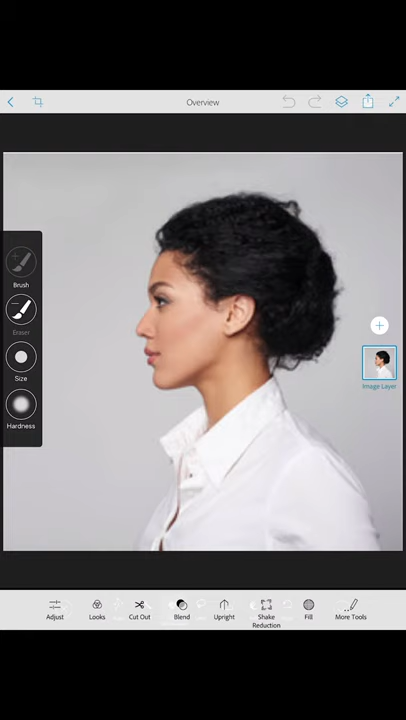 Overview
Brush
Eraser
Size
Hardness
Image Layer
Adjust
Looks
Cut Out
Blend
Upright
Shake
Reduction
Fill
More Tools